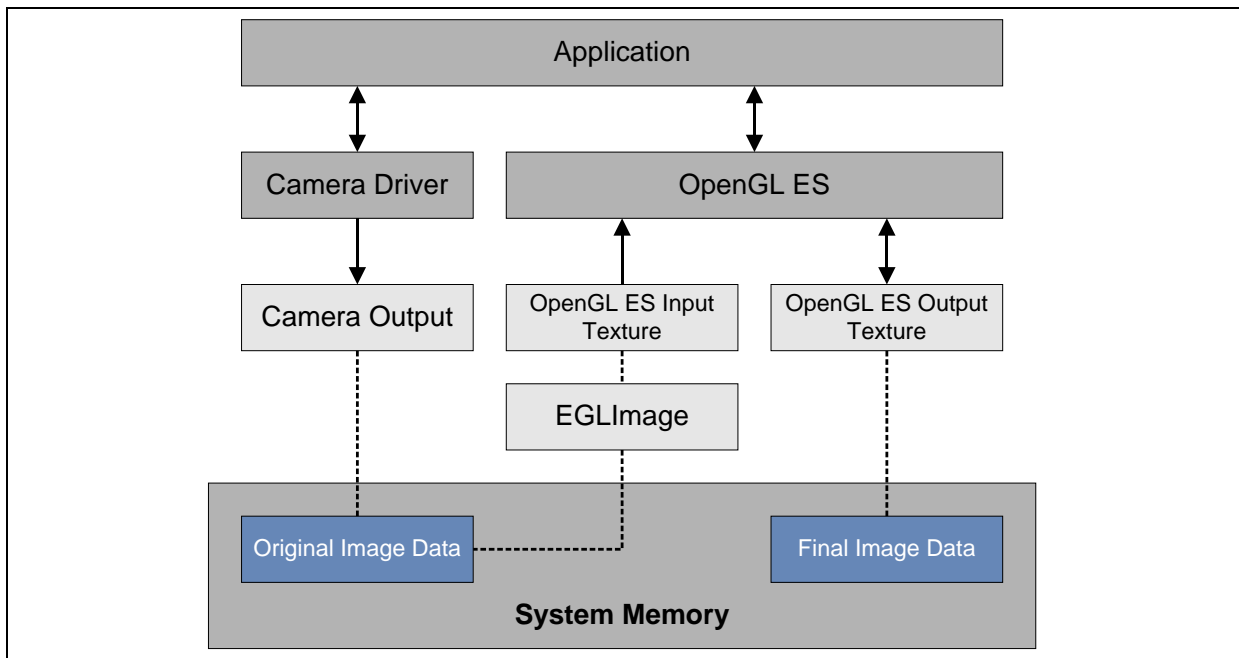 Application
Camera Driver
OpenGL ES
Camera Output
OpenGL ES Input
Texture
OpenGL ES Output
Texture
EGLImage
Original Image Data
Final Image Data
System Memory